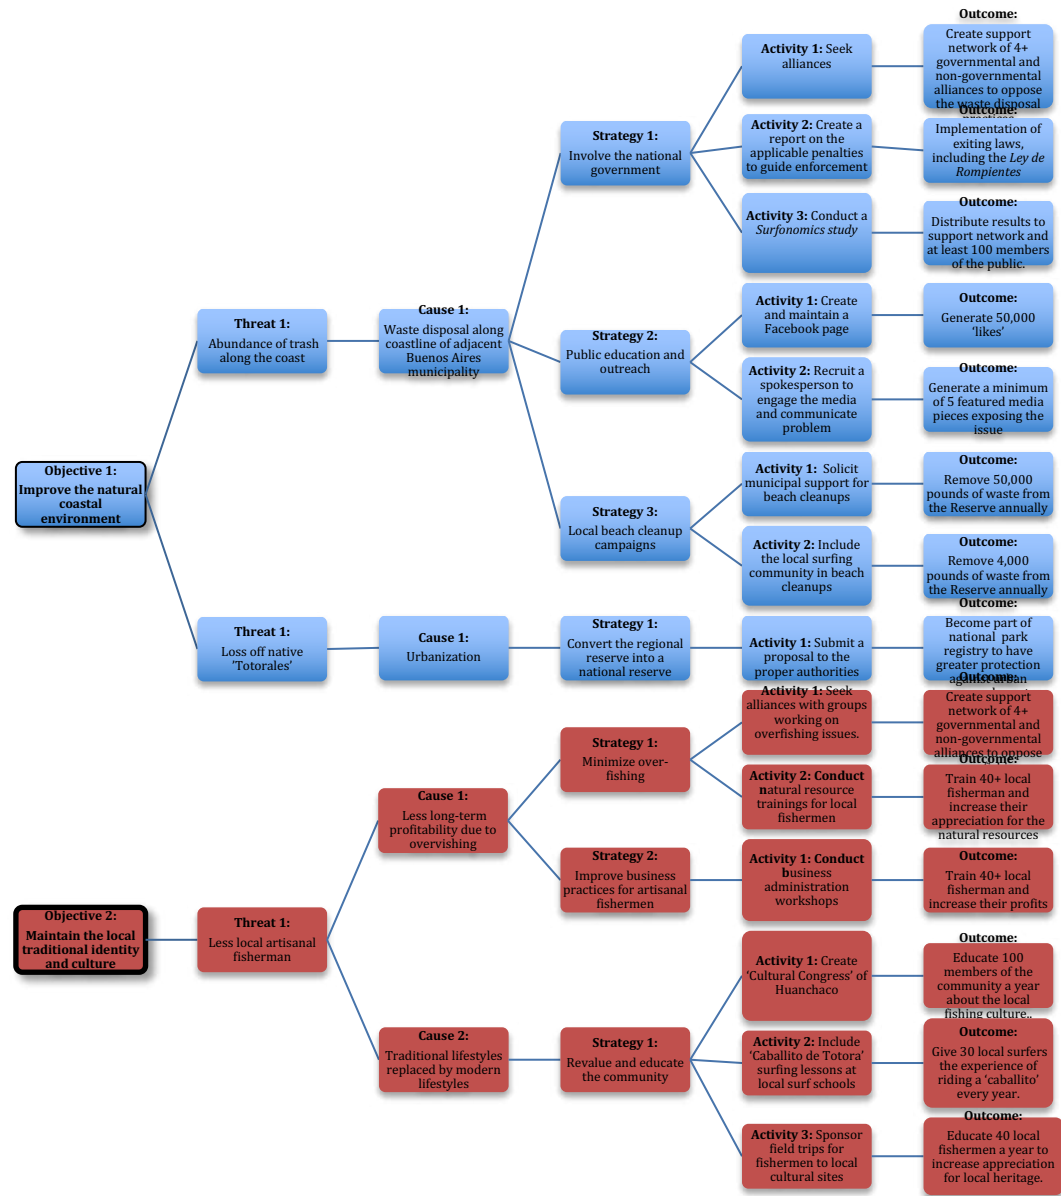 Objective 1:
Improve the natural
coastal
environment
Threat 1:
Abundance of trash
along the coast
Cause 1:
Waste disposal along
coastline of adjacent
Buenos Aires
municipality
Strategy 1:
Involve the national
government
Activity 1: Seek
alliances
Outcome:
Create support
network of 4+
governmental and
non-governmental
alliances to oppose
the waste disposal
Activity 2: Create a
report on the
applicable penalties
to guide enforcement
Outcome:
Implementation of
exiting laws,
including the Ley de
Rompientes
Activity 3: Conduct a
Surfonomics study
Outcome:
Distribute results to
support network and
at least 100 members
of the public.
Strategy 2:
Public education and
outreach
Activity 1: Create
and maintain a
Facebook page
Outcome:
Generate 50,000
'likes'
Activity 2: Recruit a
spokesperson to
engage the media
and communicate
problem
Outcome:
Generate a minimum
of 5 featured media
pieces exposing the
issue
Strategy 3:
Local beach cleanup
campaigns
Activity 1:  Solicit
municipal support for
beach cleanups
Outcome:
Remove 50,000
pounds of waste from
the Reserve annually
Activity 2: Include
the local surfing
community in beach
cleanups
Outcome:
Remove 4,000
pounds of waste from
the Reserve annually
Threat 1:
Loss off native
'Totorales'
Cause 1:
Urbanization
Strategy 1:
Convert the regional
reserve into a
national reserve
Activity 1: Submit a
proposal to the
proper authorities
Outcome:
Become part of
national  park
registry to have
greater protection
against urban
Objective 2:
Maintain the local
traditional identity
and culture
Threat 1:
Less local artisanal
fisherman
Cause 1:
Less long-term
profitability due to
overvishing
Strategy 1:
Minimize over-
fishing
Activity 1: Seek
alliances with groups
working on
overfishing issues.
Outcome:
Create support
network of 4+
governmental and
non-governmental
alliances to oppose
Activity 2: Conduct
natural resource
trainings for local
fishermen
Outcome:
Train 40+ local
fisherman and
increase their
appreciation for the
natural resources
Strategy 2:
Improve business
practices for artisanal
fishermen
Activity 1: Conduct
business
administration
workshops
Outcome:
Train 40+ local
fisherman and
increase their profits
Cause 2:
Traditional lifestyles
replaced by modern
lifestyles
Strategy 1:
Revalue and educate
the community
Activity 1: Create
'Cultural Congress' of
Huanchaco
Outcome:
Educate 100
members of the
community a year
about the local
fishing culture..
Activity 2: Include
'Caballito de Totora'
surfing lessons at
local surf schools
Outcome:
Give 30 local surfers
the experience of
riding a 'caballito'
every year.
Activity 3: Sponsor
field trips for
fishermen to local
cultural sites
Outcome:
Educate 40 local
fishermen a year to
increase appreciation
for local heritage.